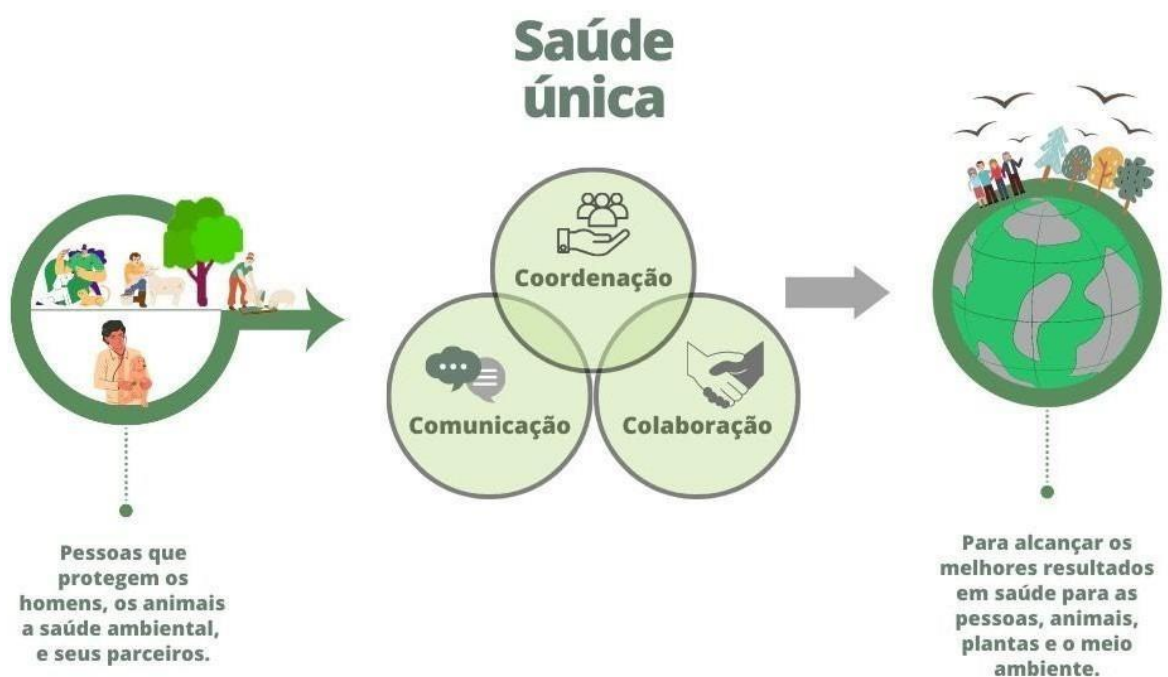 Saúde
única
Coordenação
Comunicação
Colaboração
Pessoas que
protegem os
homens, os animais
a saúde ambiental,
e seus parceiros.
Para alcançar os
melhores resultados
em saúde para as
pessoas, animais,
plantas e o meio
ambiente.